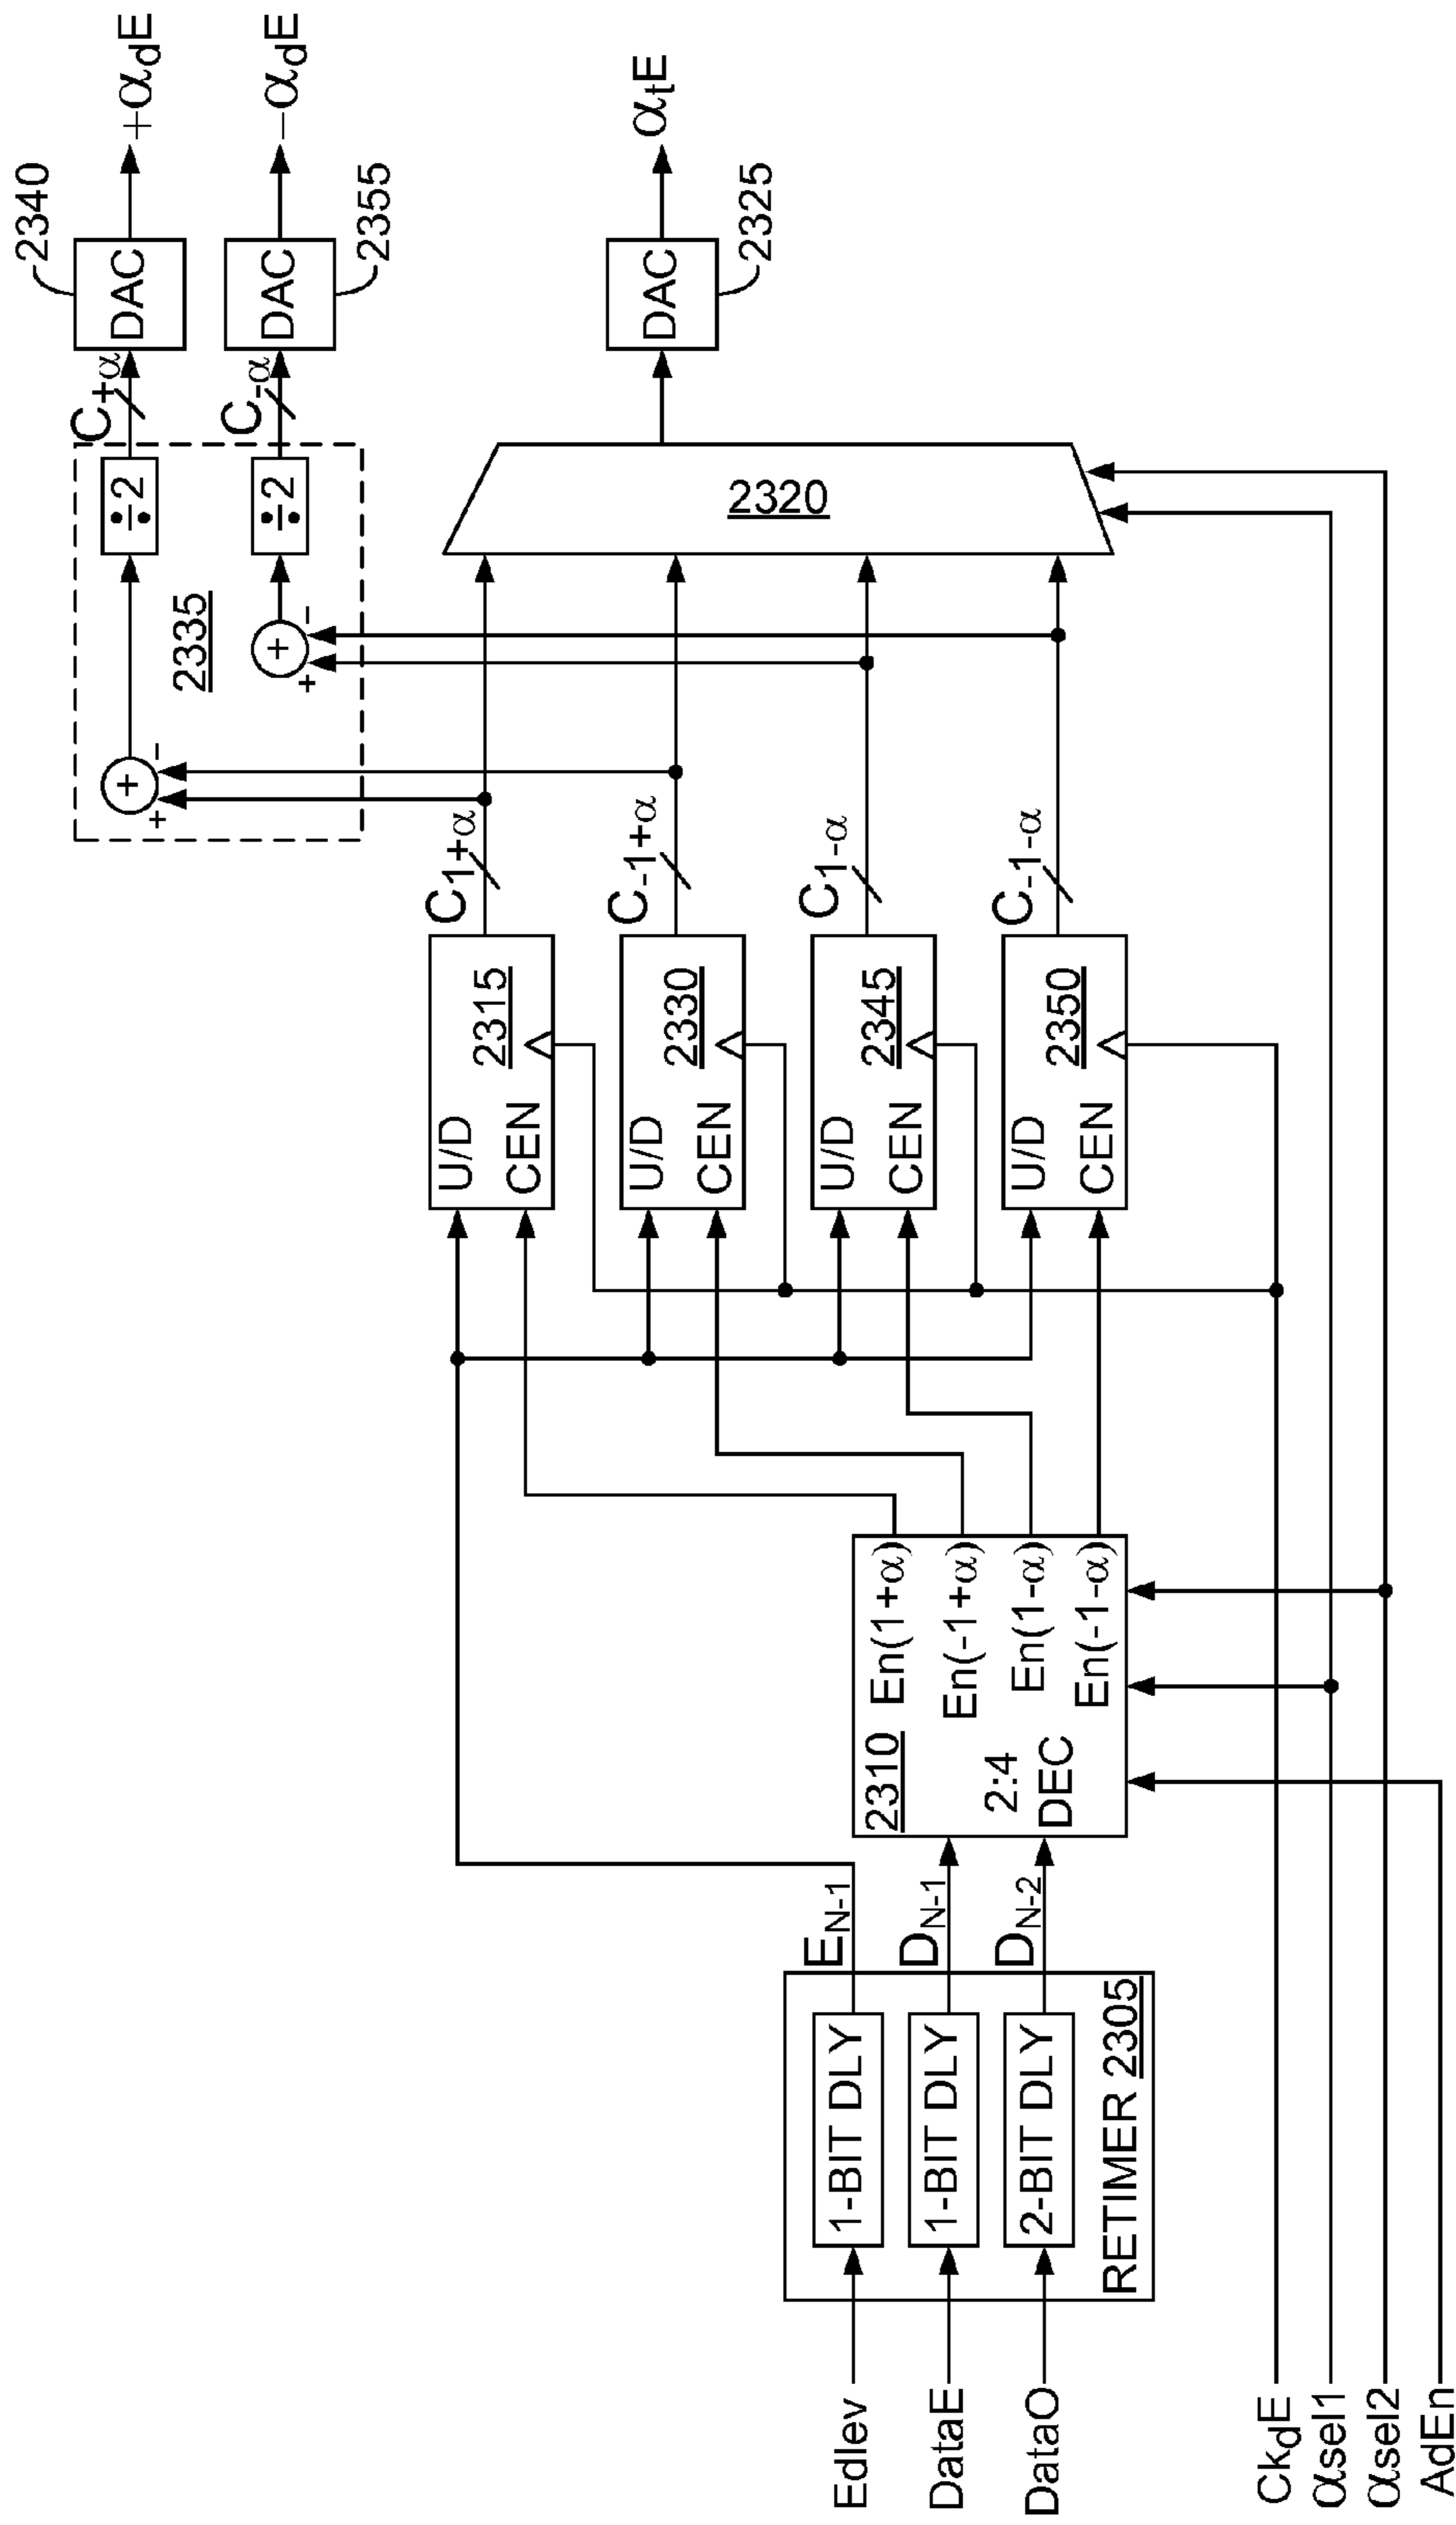 Edlev
DataE
DataO
CkdE
αsel1
αsel2
AdEn
1-BIT DLY
1-BIT DLY
2-BIT DLY
RETIMER 2305
EN-1
DN-1
DN-2
2310
2:4
DEC
En(1+α)
En(-1+α)
En(1-α)
En(-1-α)
U/D
CEN
2315
U/D
CEN
2330
U/D
CEN
2345
U/D
CEN
2350
C1+α
C-1+α
C1-α
C-1-α
+
+
-
+
+
-
2335
÷2
÷2
2320
C+α
C-α
DAC
2340
DAC
2355
DAC
2325
+αdE
−αdE
αtE